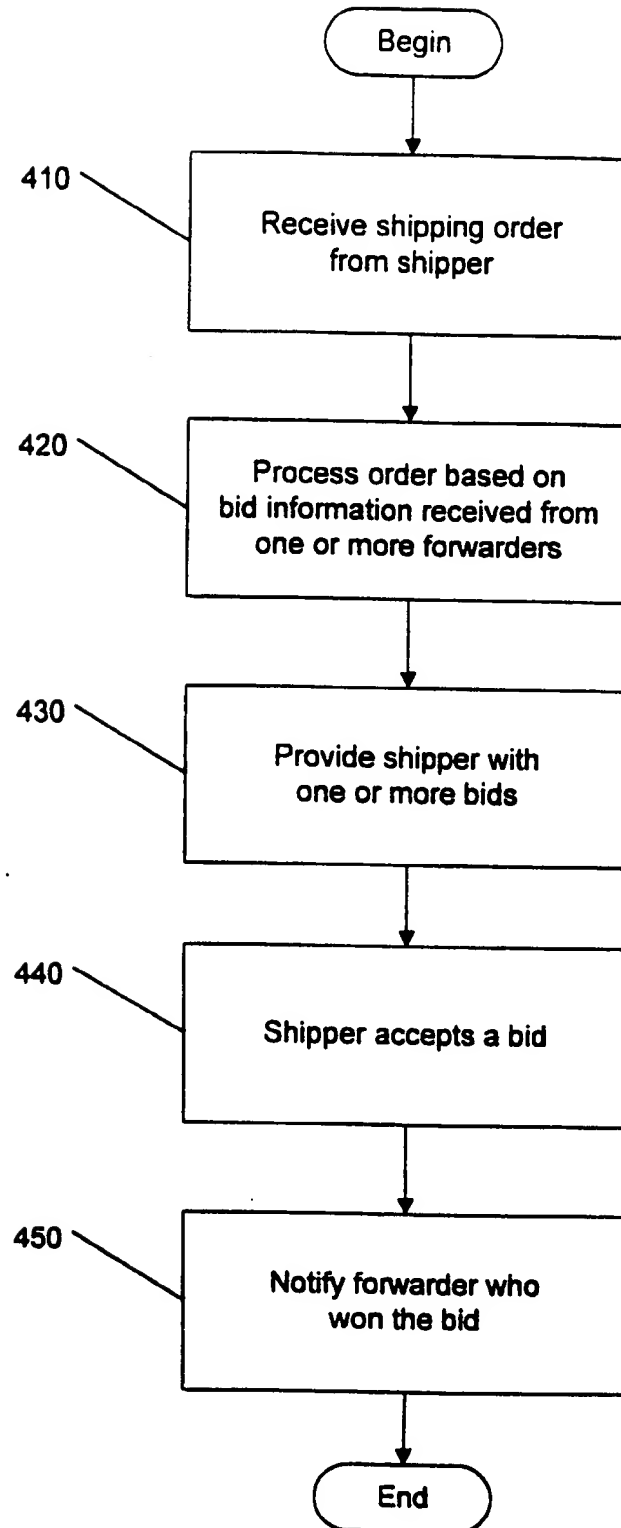 Begin
410
Receive shipping order
from shipper
420
Process order based on
bid information received from
one or more forwarders
430
Provide shipper with
one or more bids
440
Shipper accepts a bid
450
Notify forwarder who
won the bid
End